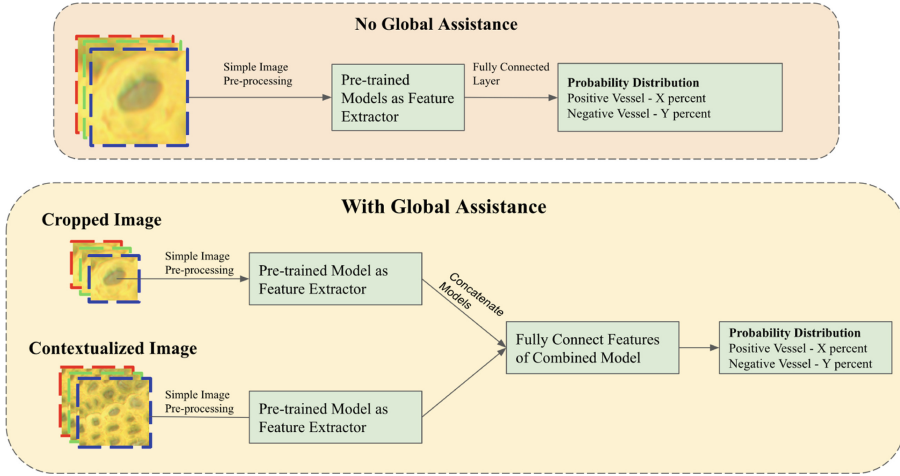 No Global Assistance
Simple Image
Pre-processing
Pre-trained
Models as Feature
Extractor
Fully Connected
Layer
Probability Distribution
Positive Vessel - X percent
Negative Vessel - Y percent
With Global Assistance
Cropped Image
Simple Image
Pre-processing
Pre-trained Model as
Feature Extractor
Concatenate
Models
Fully Connect Features
of Combined Model
Probability Distribution
Positive Vessel - X percent
Negative Vessel - Y percent
Contextualized Image
Simple Image
Pre-processing
Pre-trained Model as
Feature Extractor